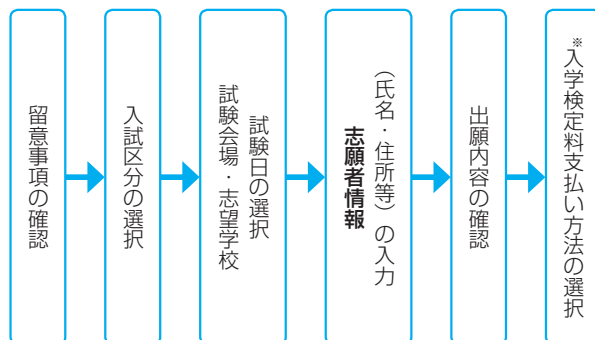 留意事項の確認
入試区分の選択
試験会場・志望学校
試験日の選択
志願者情報
（氏名・住所等）の入力
出願内容の確認
※入学検定料支払い方法の選択